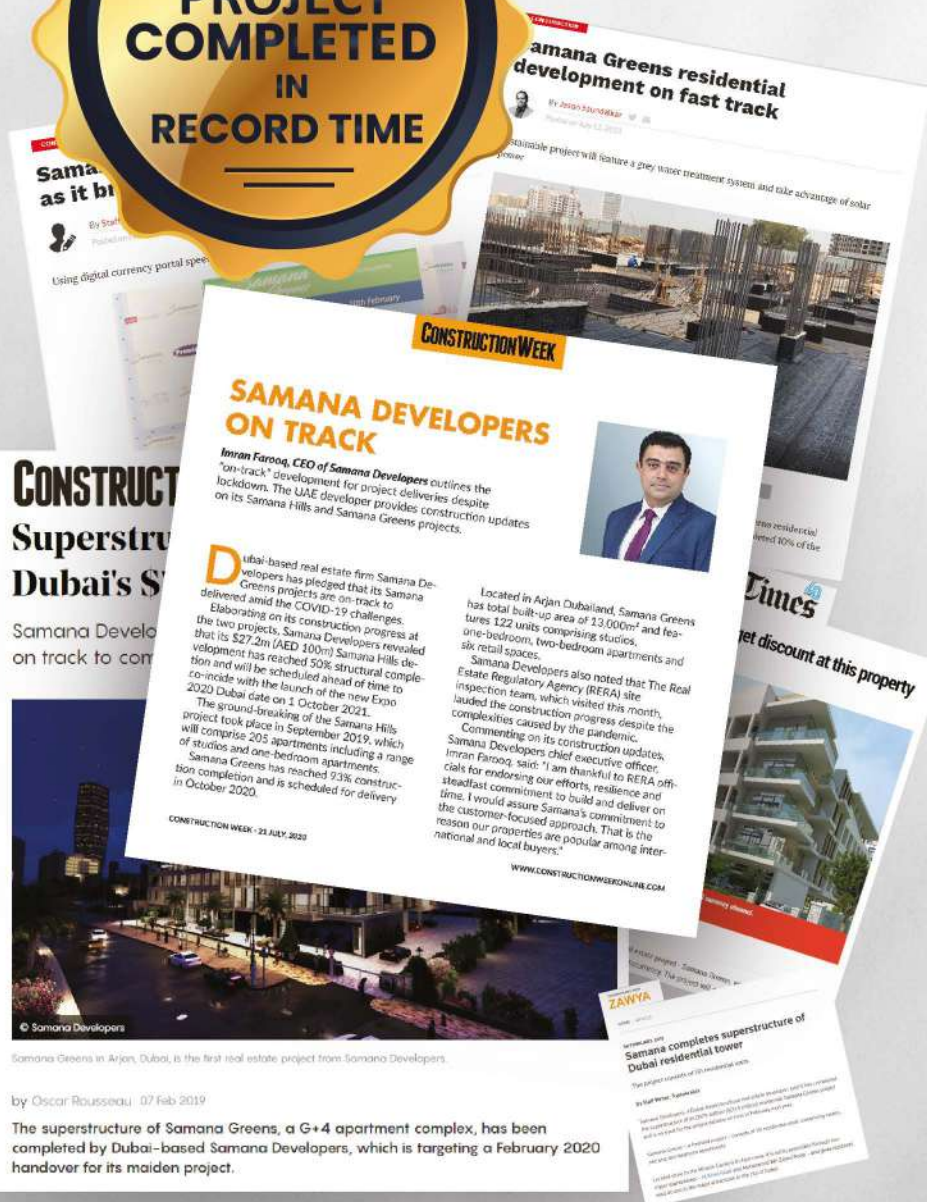 PROJECT
COMPLETED
IN
RECORD TIME
amana Greens residential
development on fast track
By Jason
stainable project will feature a grey water treatment system and take advantage of solar
power
Sama
as it br
By Staff
Using digital currency portal spee
10th February
CONSTRUCTIONWEEK
SAMANA DEVELOPERS
ON TRACK
Imran Farooq, CEO of Samana Developers outlines the
"on-track" development for project deliveries despite
lockdown. The UAE developer provides construction updates
on its Samana Hills and Samana Greens projects.
Dubai-based real estate firm Samana De-
velopers has pledged that its Samana
Greens projects are on-track to
delivered amid the COVID-19 challenges.
Elaborating on its construction progress at
the two projects, Samana Developers revealed
that its $27.2m (AED 100m) Samana Hills de-
velopment has reached 50% structural comple-
tion and will be scheduled ahead of time to
co-incide with the launch of the new Expo
2020 Dubai date on 1 October 2021.
The ground-breaking of the Samana Hills
project took place in September 2019, which
will comprise 205 apartments including a range
of studios and one-bedroom apartments.
Samana Greens has reached 93% construc-
tion completion and is scheduled for delivery
in October 2020.
CONSTRUCTION WEEK - 21 JULY, 2020
Located in Arjan Dubailand, Samana Greens
has total built-up area of 13,000m² and fea-
tures 122 units comprising studios,
one-bedroom, two-bedroom apartments and
six retail spaces.
Samana Developers also noted that The Real
Estate Regulatory Agency (RERA) site
inspection team, which visited this month,
lauded the construction progress despite the
complexities caused by the pandemic.
Commenting on its construction updates,
Samana Developers chief executive officer,
Imran Farooq, said: "I am thankful to RERA offi-
cials for endorsing our efforts, resilience and
steadfast commitment to build and deliver on
time. I would assure Samana's commitment to
the customer-focused approach. That is the
reason our properties are popular among inter-
national and local buyers."
WWW.CONSTRUCTIONWEEKONLINE.COM
residential
eted 10% of the
Times
get discount at this property
CONSTRUCT
Superstru
Dubai's S
Samana Develo
on track to com
© Samana Developers
Samana Greens in Arjan, Dubai, is the first real estate project from Samana Developers.
by Oscar Rousseau 07 Feb 2019
The superstructure of Samana Greens, a G+4 apartment complex, has been
completed by Dubai-based Samana Developers, which is targeting a February 2020
handover for its maiden project.
ZAWYA
Samana completes superstructure of
Dubai residential tower